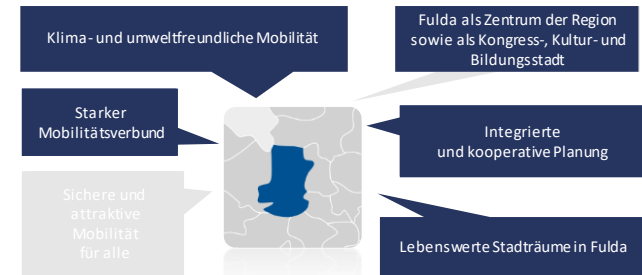 Klima- und umweltfreundliche Mobilität
Fulda als Zentrum der Region
sowie als Kongress-, Kultur- und
Bildungsstadt
Starker
Mobilitätsverbund
Integrierte
und kooperative Planung
Sichere und
attraktive
Mobilität
für alle
Lebenswerte Stadträume in Fulda